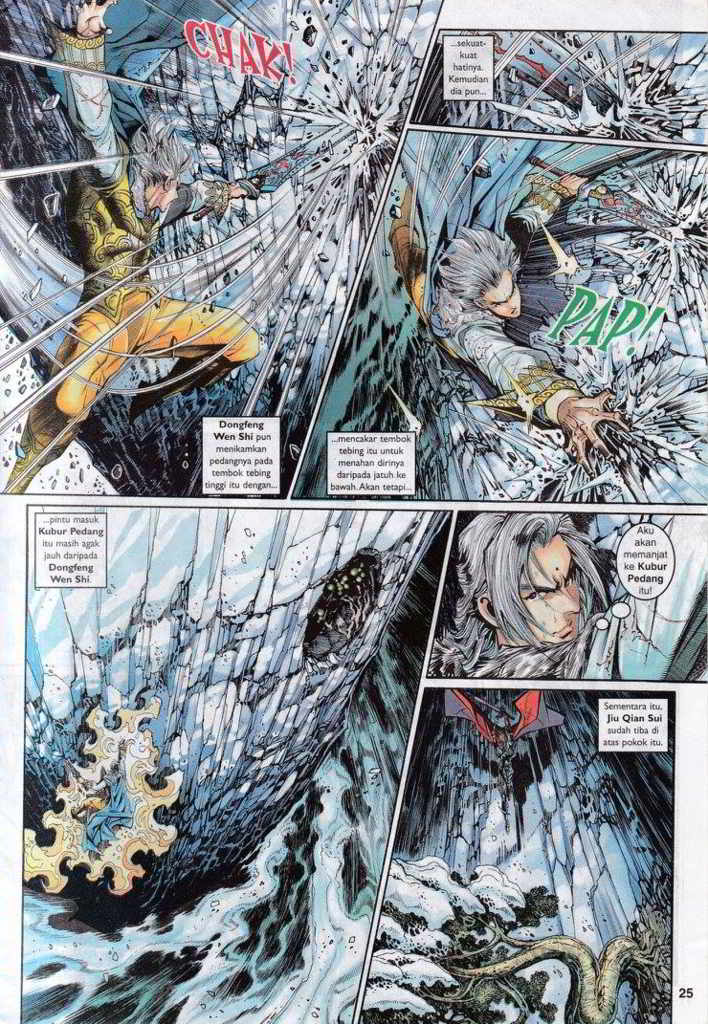 CHAK!
Dongfeng
Wen Shi pun
menikamkan
pedangnya pada
tembok tebing
tinggi itu dengan...
...sekuat-
kuat
hatinya.
Kemudian
dia pun...
PAP!
...mencakar tembok
tebing itu untuk
menahan dirinya
daripada jatuh ke
bawah. Akan tetapi...
...pintu masuk
Kubur Pedang
itu masih agak
jauh daripada
Dongfeng
Wen Shi.
Aku
akan
memanjat
ke Kubur
Pedang
itu!
Sementara itu,
Jiu Qian Sui
sudah tiba di
atas pokok itu.
25